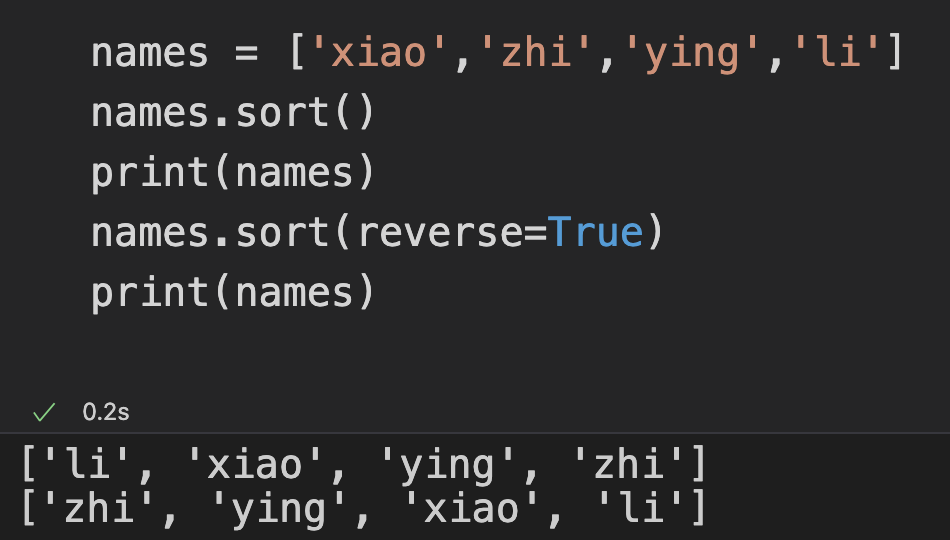 names = ['xiao','zhi','ying','li']
names.sort()
print(names)
names.sort(reverse=True)
print(names)
0.2s
['li', 'xiao', 'ying', 'zhi']
['zhi', 'ying', 'xiao', 'li']